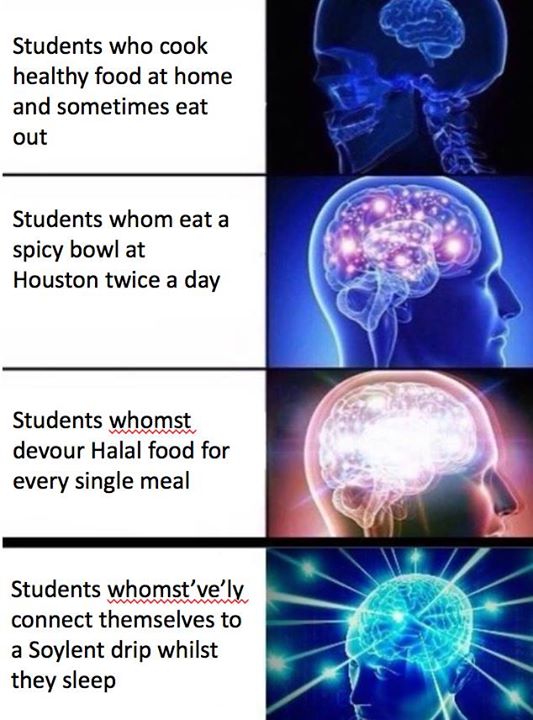 Students who cook
healthy food at home
and sometimes eat
out
Students whom eat a
spicy bowl at
Houston twice a day
Students whomst
devour Halal food for
every single meal
Students whomst’ve’ly
connect themselves to
a Soylent drip whilst
they sleep